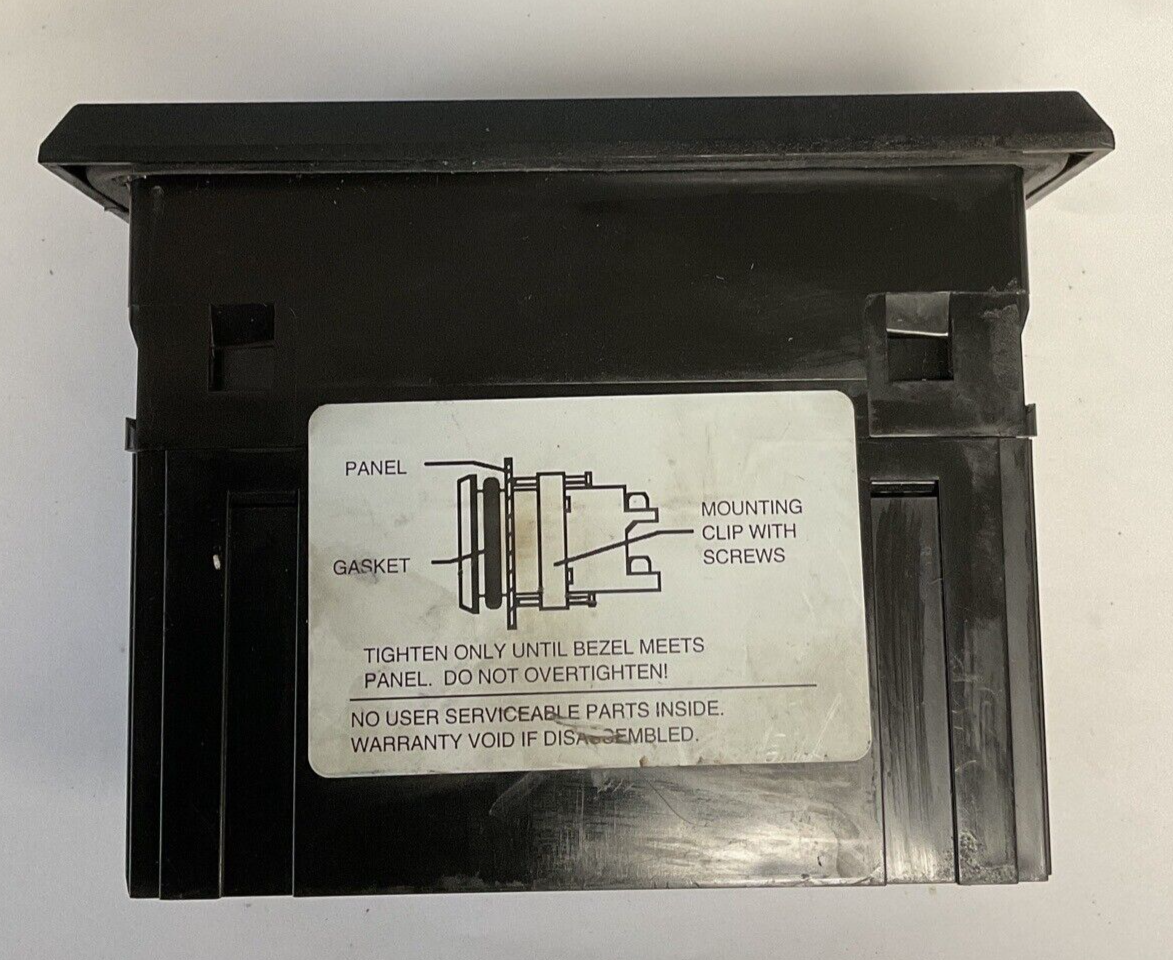 PANEL
MOUNTING
CLIP WITH
SCREWS
GASKET
TIGHTEN ONLY UNTIL BEZEL MEETS
PANEL. DO NOT OVERTIGHTEN!
NO USER SERVICEABLE PARTS INSIDE.
WARRANTY VOID IF DISASSEMBLED.